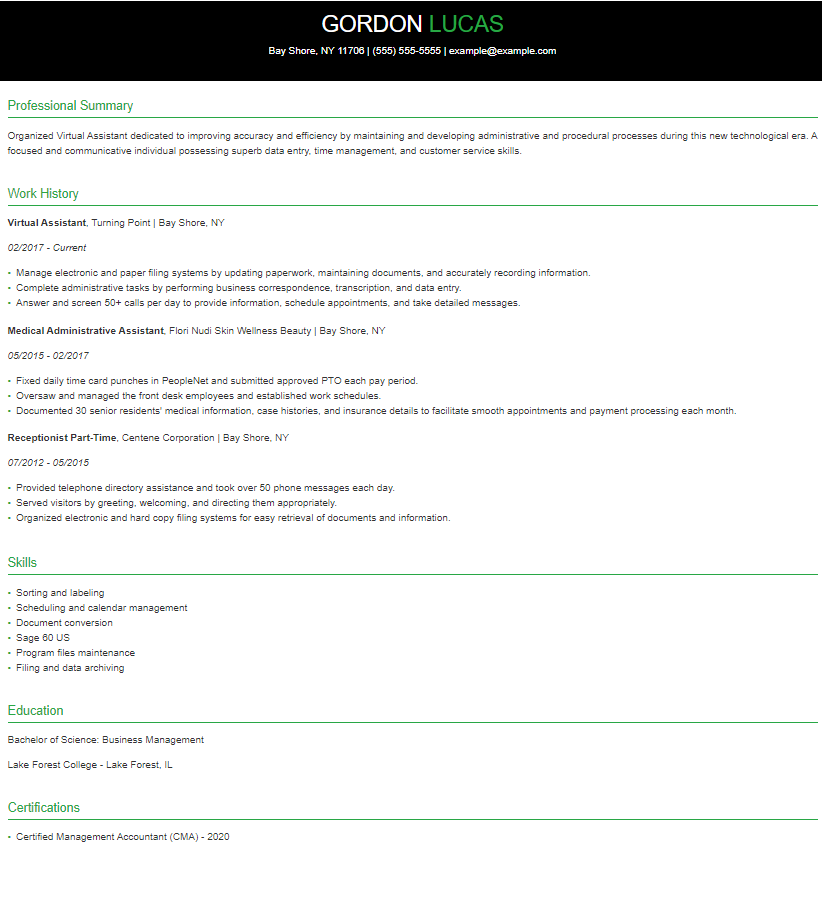 GORDON LUCAS
Bay Shore, NY 11706 | (555) 555-5555 | example@example.com
Professional Summary
Organized Virtual Assistant dedicated to improving accuracy and efficiency by maintaining and developing administrative and procedural processes during this new technological era. A
focused and communicative individual possessing superb data entry, time management, and customer service skills.
Work History
Virtual Assistant, Turning Point | Bay Shore, NY
02/2017 - Current
• Manage electronic and paper filing systems by updating paperwork, maintaining documents, and accurately recording information.
• Complete administrative tasks by performing business correspondence, transcription, and data entry.
• Answer and screen 50+ calls per day to provide information, schedule appointments, and take detailed messages.
Medical Administrative Assistant, Flori Nudi Skin Wellness Beauty | Bay Shore, NY
05/2015 - 02/2017
• Fixed daily time card punches in PeopleNet and submitted approved PTO each pay period.
• Oversaw and managed the front desk employees and established work schedules.
• Documented 30 senior residents' medical information, case histories, and insurance details to facilitate smooth appointments and payment processing each month.
Receptionist Part-Time, Centene Corporation | Bay Shore, NY
07/2012 - 05/2015
• Provided telephone directory assistance and took over 50 phone messages each day.
• Served visitors by greeting, welcoming, and directing them appropriately.
• Organized electronic and hard copy filing systems for easy retrieval of documents and information.
Skills
• Sorting and labeling
• Scheduling and calendar management
• Document conversion
• Sage 60 US
• Program files maintenance
• Filing and data archiving
Education
Bachelor of Science: Business Management
Lake Forest College - Lake Forest, IL
Certifications
• Certified Management Accountant (CMA) - 2020